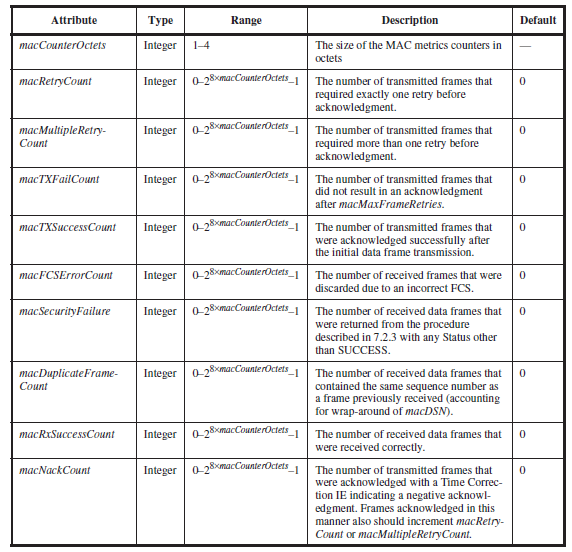 Attribute Type Range Description Default
macCounterOctets Integer 1–4 The size of the MAC metrics counters in —
octets
macRetryCount Integer 0–2^8×macCounterOctets–1 The number of transmitted frames that 0
required exactly one retry before
acknowledgment.
macMultipleRetry- Integer 0–2^8×macCounterOctets–1 The number of transmitted frames that 0
Count required more than one retry before
acknowledgment.
macTXFailCount Integer 0–2^8×macCounterOctets–1 The number of transmitted frames that 0
did not result in an acknowledgment
after macMaxFrameRetries.
macTXSuccessCount Integer 0–2^8×macCounterOctets–1 The number of transmitted frames that 0
were acknowledged successfully after
the initial data frame transmission.
macFCSErrorCount Integer 0–2^8×macCounterOctets–1 The number of received frames that were 0
discarded due to an incorrect FCS.
macSecurityFailure Integer 0–2^8×macCounterOctets–1 The number of received data frames that 0
were returned from the procedure
described in 7.2.3 with any Status other
than SUCCESS.
macDuplicateFrame- Integer 0–2^8×macCounterOctets–1 The number of received data frames that 0
Count contained the same sequence number as
a frame previously received (accounting
for wrap-around of macDSN).
macRxSuccessCount Integer 0–2^8×macCounterOctets–1 The number of received data frames that 0
were received correctly.
macNackCount Integer 0–2^8×macCounterOctets–1 The number of transmitted frames that 0
were acknowledged with a Time Correc-
tion IE indicating a negative acknowl-
edgment. Frames acknowledged in this
manner also should increment macRetry-
Count or macMultipleRetryCount.